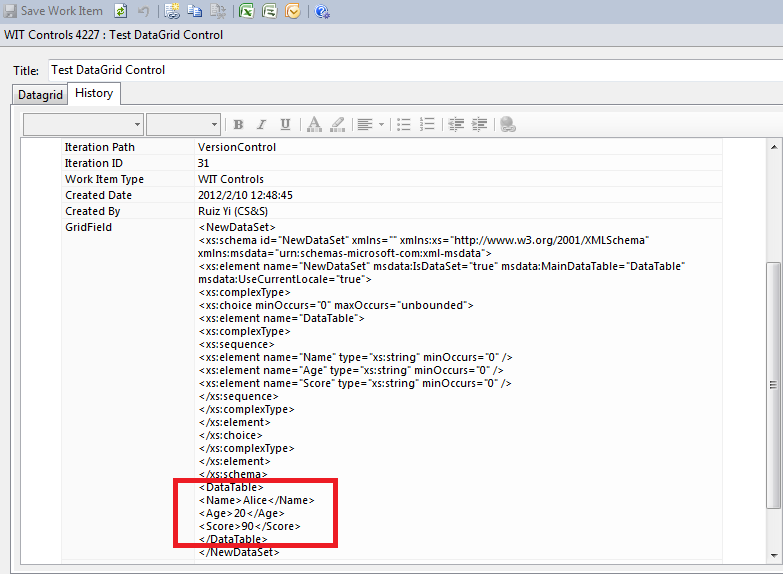 Save Work Item
WIT Controls 4227 : Test DataGrid Control
Title: Test DataGrid Control
Datagrid History
B I U A
Iteration Path VersionControl
Iteration ID 31
Work Item Type WIT Controls
Created Date 2012/2/10 12:48:45
Created By Ruiz Yi (CS&S)
GridField <NewDataSet>
<xs:schema id="NewDataSet" xmlns="" xmlns:xs="http://www.w3.org/2001/XMLSchema"
xmlns:msdata="urn:schemas-microsoft-com:xml-msdata">
<xs:element name="NewDataSet" msdata:IsDataSet="true" msdata:MainDataTable="DataTable"
msdata:UseCurrentLocale="true">
<xs:complexType>
<xs:choice minOccurs="0" maxOccurs="unbounded">
<xs:element name="DataTable">
<xs:complexType>
<xs:sequence>
<xs:element name="Name" type="xs:string" minOccurs="0" />
<xs:element name="Age" type="xs:string" minOccurs="0" />
<xs:element name="Score" type="xs:string" minOccurs="0" />
</xs:sequence>
</xs:complexType>
</xs:element>
</xs:choice>
</xs:complexType>
</xs:element>
</xs:schema>
<DataTable>
<Name>Alice</Name>
<Age>20</Age>
<Score>90</Score>
</DataTable>
</NewDataSet>